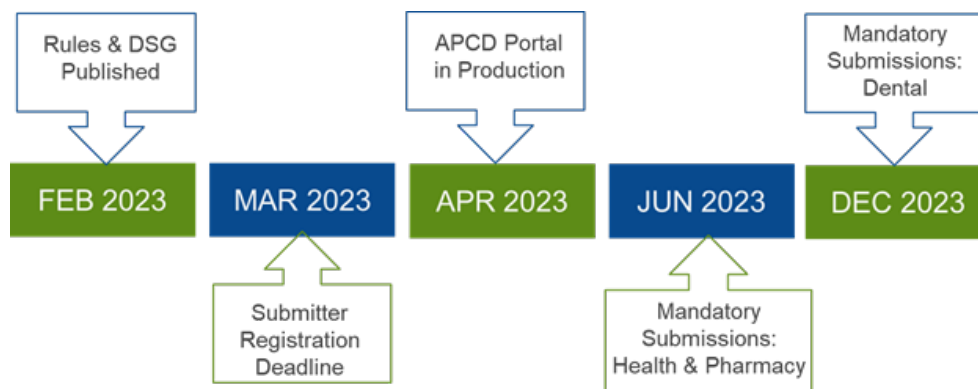 Rules & DSG
Published
APCD Portal
in Production
Mandatory
Submissions:
Dental
FEB 2023
MAR 2023
APR 2023
JUN 2023
DEC 2023
Submitter
Registration
Deadline
Mandatory
Submissions:
Health & Pharmacy